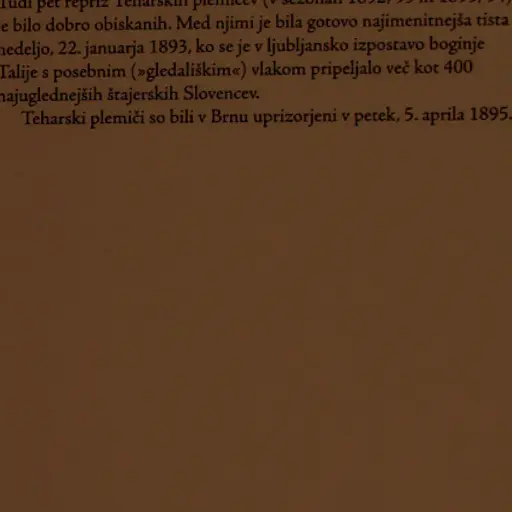 Tudi pet repriz Teharskih plemičev (v sezonah 1892/93 in 1893/94)
e bilo dobro obiskanih. Med njimi je bila gotovo najimenitnejša tista
nedeljo, 22. januarja 1893, ko se je v ljubljansko izpostavo boginje
Talije s posebnim (»gledališkim«) vlakom pripeljalo več kot 400
najuglednejših štajerskih Slovencev.
Teharski plemiči so bili v Brnu uprizorjeni v petek, 5. aprila 1895.